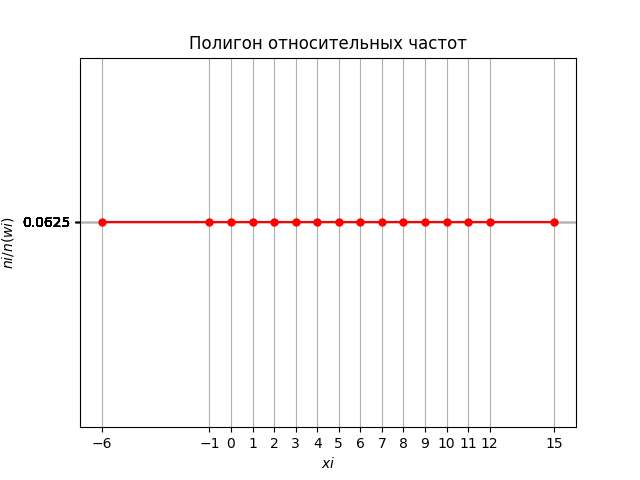 Полигон относительных частот
ni/n(wi)
0.0625
−6 −1 0 1 2 3 4 5 6 7 8 9 10 11 12 15
xi